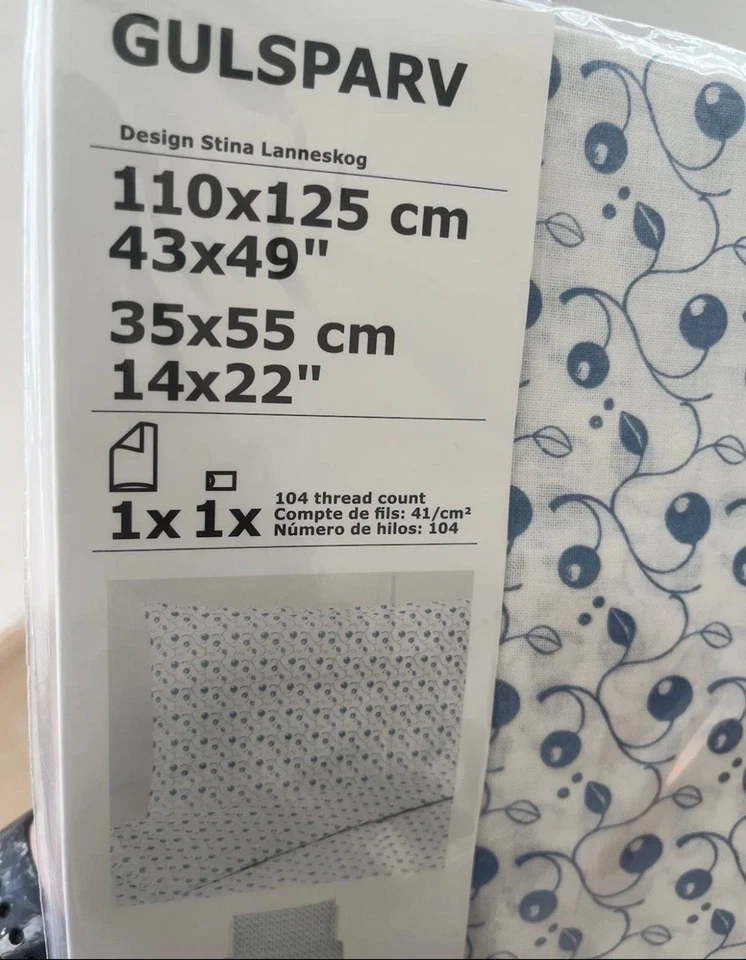 GULSPARV
Design Stina Lanneskog
110x125 cm
43x49"
35x55 cm
14x22"
1x 1x
104 thread count
Compte de fils: 41/cm²
Número de hilos: 104